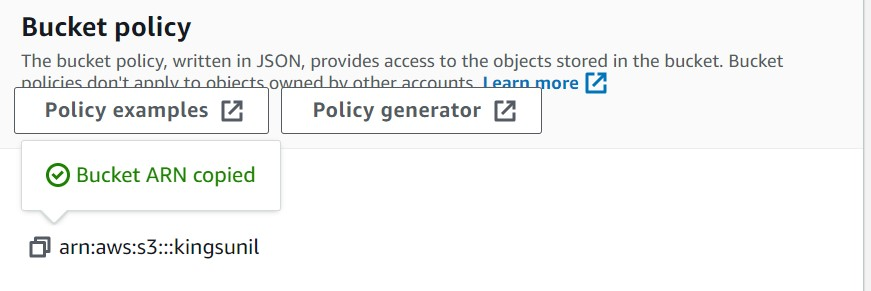 Bucket policy
The bucket policy, written in JSON, provides access to the objects stored in the bucket. Bucket
policies don't apply to objects owned by other accounts. Learn more
Policy examples
Policy generator
Bucket ARN copied
arn:aws:s3:::kingsunil